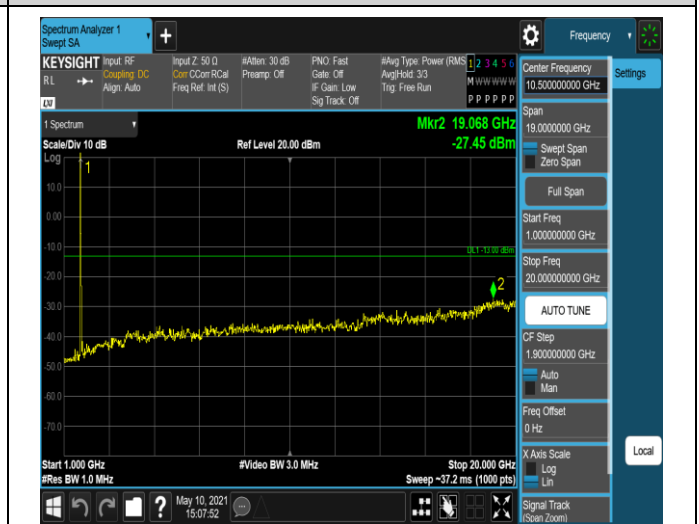 Spectrum Analyzer 1
Swept SA
+
Frequency
KEYSIGHT
RL
LXI
Input: RF
Coupling: DC
Align: Auto
Input Z: 50 Ω
Corr CCorr RCal
Freq Ref: Int (S)
#Atten: 30 dB
Preamp: Off
PNO: Fast
Gate: Off
IF Gain: Low
Sig Track: Off
#Avg Type: Power (RMS
Avg|Hold: 3/3
Trig: Free Run
1 2 3 4 5 6
M W W W W W
P P P P P P
1 Spectrum
Scale/Div 10 dB
Log
Ref Level 20.00 dBm
Mkr2 19.068 GHz
-27.45 dBm
1
10.0
0.00
-10.0
DL1 -13.00 dBm
-20.0
2
-30.0
-40.0
-50.0
-60.0
-70.0
Start 1.000 GHz
#Res BW 1.0 MHz
#Video BW 3.0 MHz
Stop 20.000 GHz
Sweep ~37.2 ms (1000 pts)
?
May 10, 2021
15:07:52
Center Frequency
10.500000000 GHz
Settings
Span
19.0000000 GHz
Swept Span
Zero Span
Full Span
Start Freq
1.000000000 GHz
Stop Freq
20.000000000 GHz
AUTO TUNE
CF Step
1.900000000 GHz
Auto
Man
Freq Offset
0 Hz
X Axis Scale
Log
Lin
Local
Signal Track
(Span Zoom)